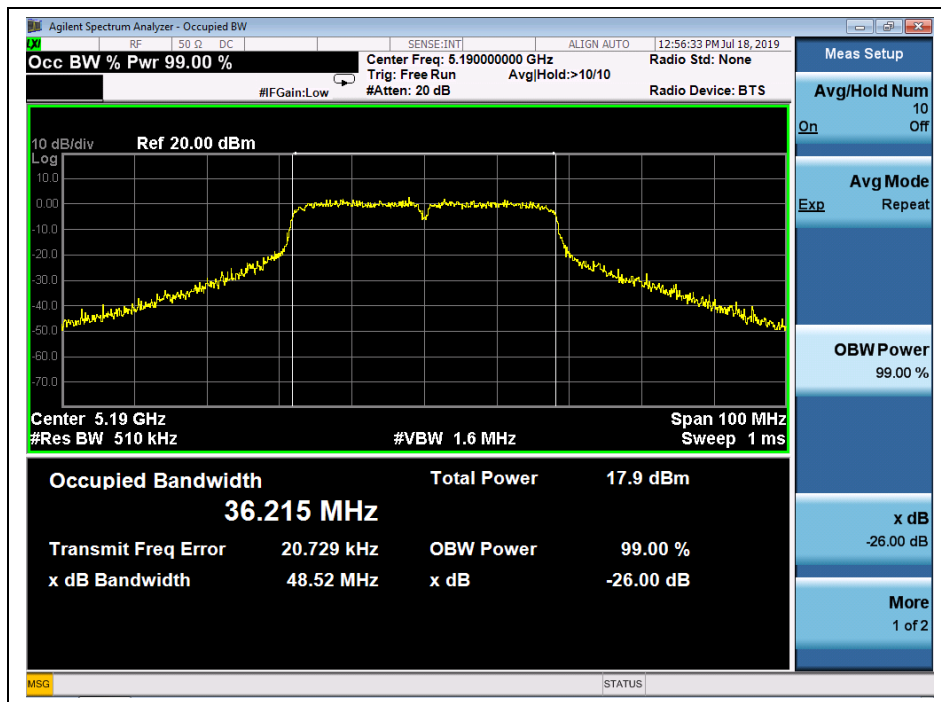 Agilent Spectrum Analyzer - Occupied BW
LXI RF 50 Ω DC SENSE:INT ALIGN AUTO 12:56:33 PM Jul 18, 2019
Occ BW % Pwr 99.00 % Center Freq: 5.190000000 GHz Radio Std: None
Trig: Free Run Avg|Hold:>10/10
#IFGain:Low #Atten: 20 dB Radio Device: BTS
10 dB/div Ref 20.00 dBm
Log
10.0
0.00
-10.0
-20.0
-30.0
-40.0
-50.0
-60.0
-70.0
Center 5.19 GHz Span 100 MHz
#Res BW 510 kHz #VBW 1.6 MHz Sweep 1 ms
Occupied Bandwidth Total Power 17.9 dBm
36.215 MHz
Transmit Freq Error 20.729 kHz OBW Power 99.00 %
x dB Bandwidth 48.52 MHz x dB -26.00 dB
Meas Setup
Avg/Hold Num
10
On Off
Avg Mode
Exp Repeat
OBW Power
99.00 %
x dB
-26.00 dB
More
1 of 2
MSG STATUS